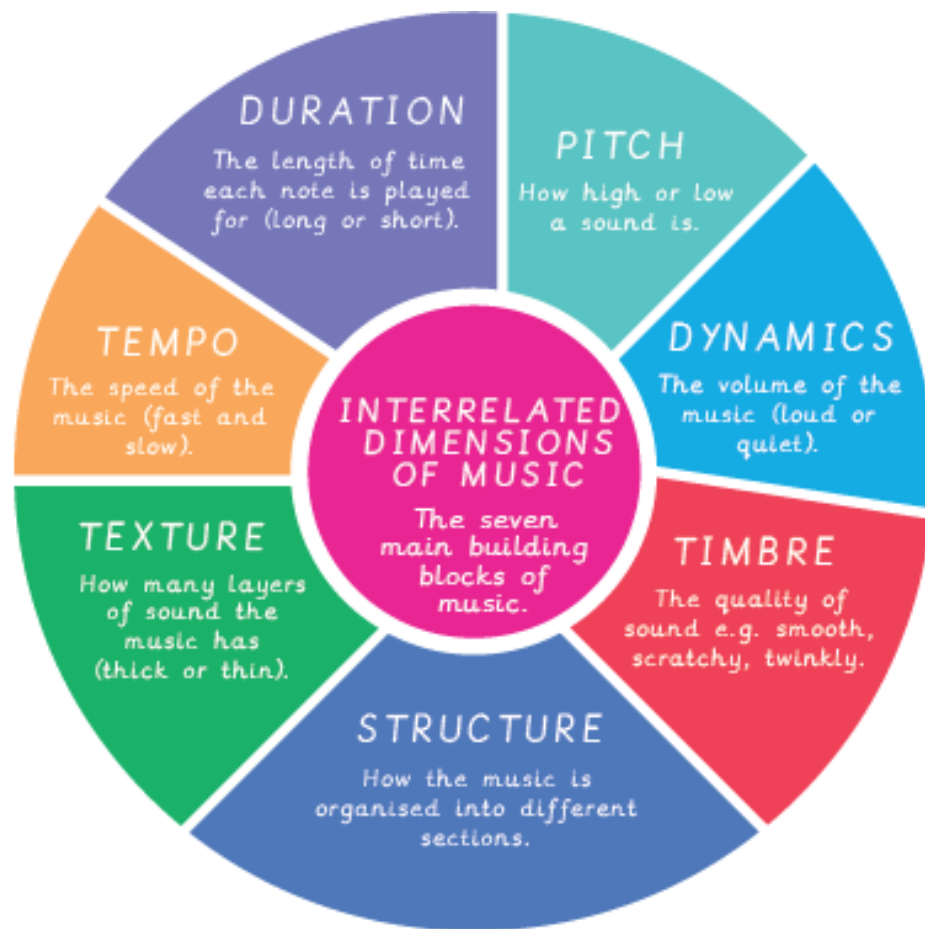 DURATION
The length of time
each note is played
for (long or short).
PITCH
How high or low
a sound is.
DYNAMICS
The volume of the
music (loud or
quiet).
TIMBRE
The quality of
sound e.g. smooth,
scratchy, twinkly.
STRUCTURE
How the music is
organised into different
sections.
TEXTURE
How many layers
of sound the
music has
(thick or thin).
TEMPO
The speed of the
music (fast and
slow).
INTERRELATED
DIMENSIONS
OF MUSIC
The seven
main building
blocks of
music.